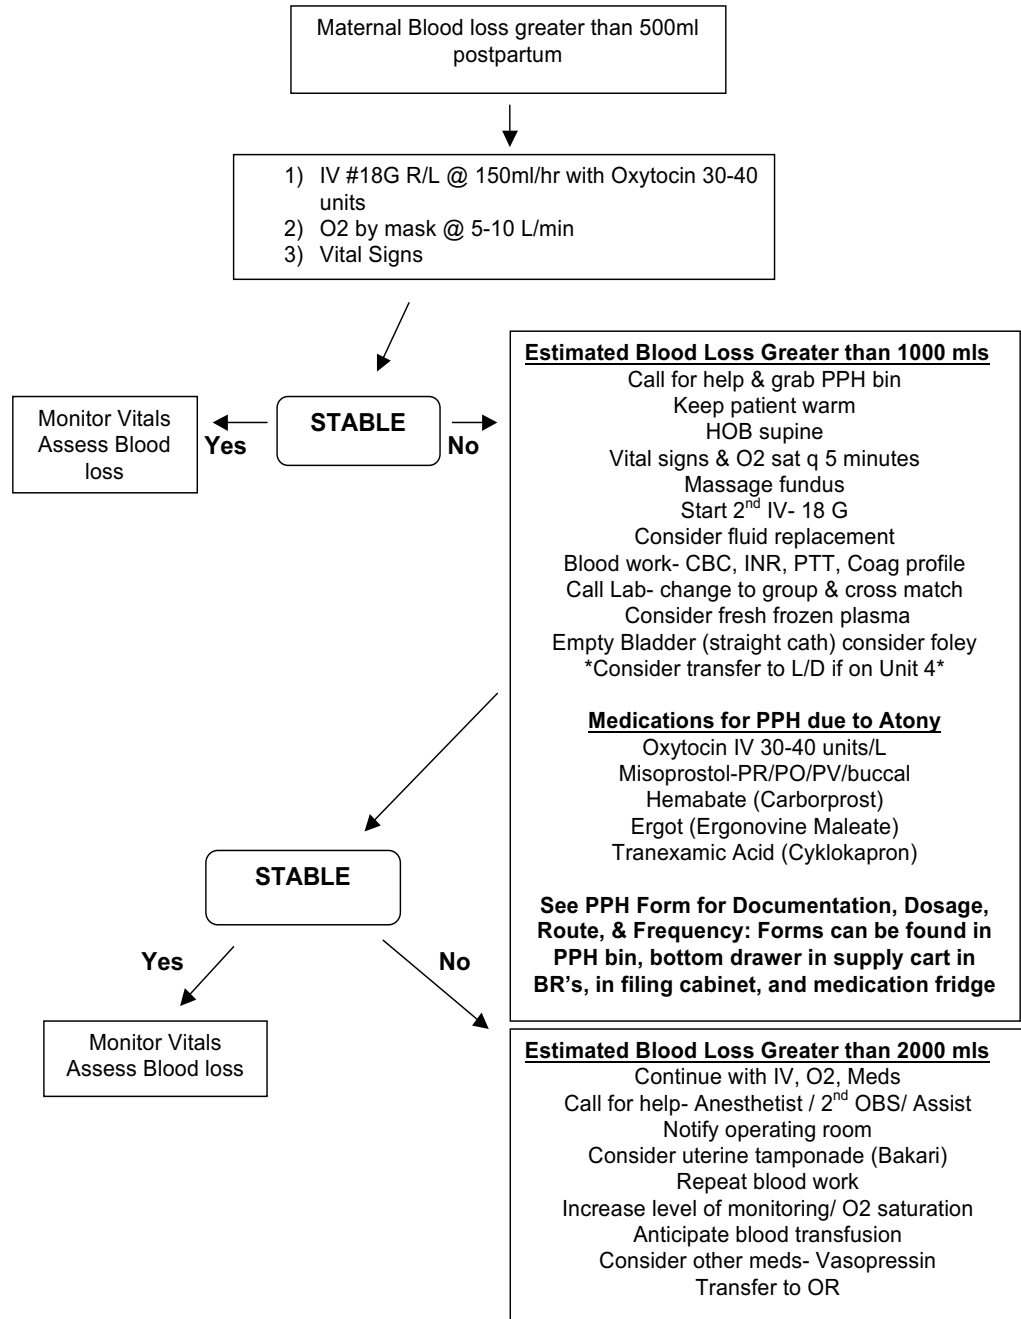 Maternal Blood loss greater than 500ml
postpartum
1) IV #18G R/L @ 150ml/hr with Oxytocin 30-40
units
2) O2 by mask @ 5-10 L/min
3) Vital Signs
STABLE
Yes
No
Monitor Vitals
Assess Blood
loss
Estimated Blood Loss Greater than 1000 mls
Call for help & grab PPH bin
Keep patient warm
HOB supine
Vital signs & O2 sat q 5 minutes
Massage fundus
Start 2nd IV- 18 G
Consider fluid replacement
Blood work- CBC, INR, PTT, Coag profile
Call Lab- change to group & cross match
Consider fresh frozen plasma
Empty Bladder (straight cath) consider foley
*Consider transfer to L/D if on Unit 4*
Medications for PPH due to Atony
Oxytocin IV 30-40 units/L
Misoprostol-PR/PO/PV/buccal
Hemabate (Carborprost)
Ergot (Ergonovine Maleate)
Tranexamic Acid (Cyklokapron)
See PPH Form for Documentation, Dosage,
Route, & Frequency: Forms can be found in
PPH bin, bottom drawer in supply cart in
BR's, in filing cabinet, and medication fridge
STABLE
Yes
No
Monitor Vitals
Assess Blood loss
Estimated Blood Loss Greater than 2000 mls
Continue with IV, O2, Meds
Call for help- Anesthetist / 2nd OBS/ Assist
Notify operating room
Consider uterine tamponade (Bakari)
Repeat blood work
Increase level of monitoring/ O2 saturation
Anticipate blood transfusion
Consider other meds- Vasopressin
Transfer to OR